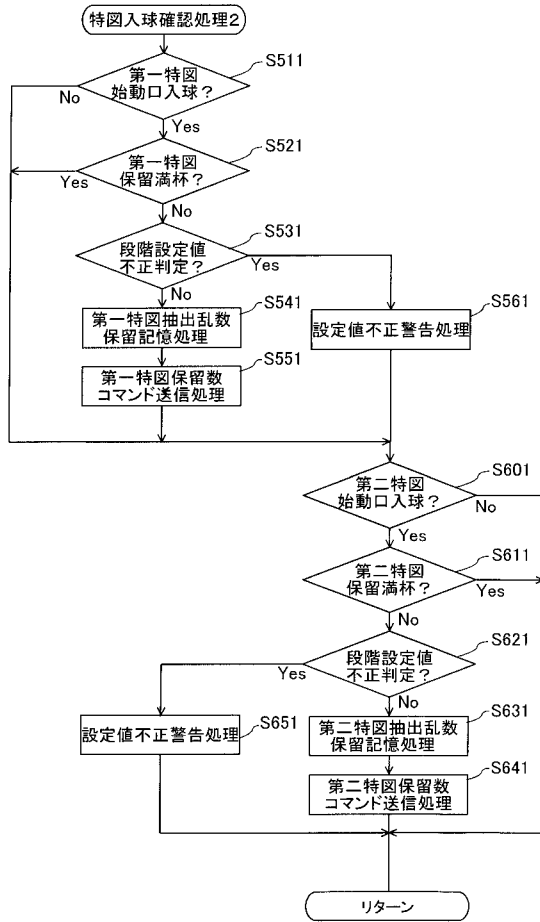 特図入球確認処理2
S511
第一特図
始動口入球？
No
Yes
S521
第一特図
保留満杯？
Yes
No
S531
段階設定値
不正判定？
Yes
No
S541
第一特図抽出乱数
保留記憶処理
S561
設定値不正警告処理
S551
第一特図保留数
コマンド送信処理
S601
第二特図
始動口入球？
No
Yes
S611
第二特図
保留満杯？
Yes
No
S621
段階設定値
不正判定？
Yes
No
S651
設定値不正警告処理
S631
第二特図抽出乱数
保留記憶処理
S641
第二特図保留数
コマンド送信処理
リターン